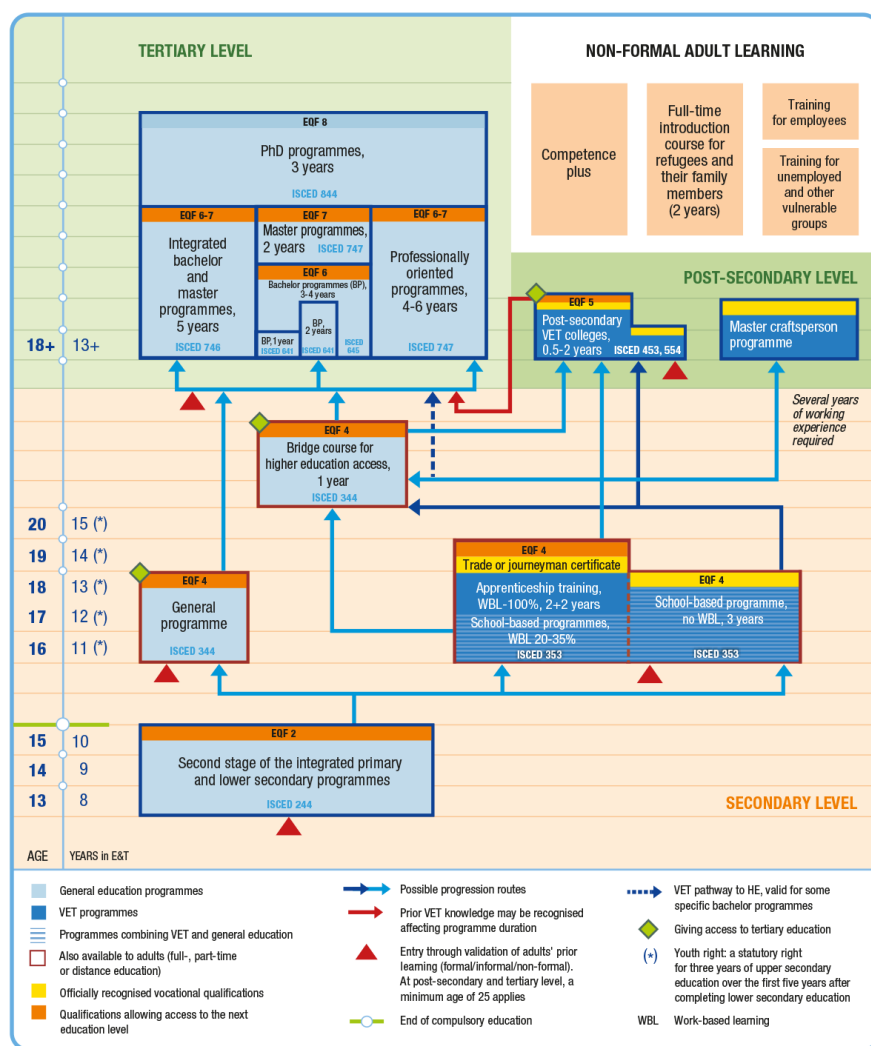 TERTIARY LEVEL
NON-FORMAL ADULT LEARNING
Competence
plus
Full-time
introduction
course for
refugees and
their family
members
(2 years)
Training
for employees
Training for
unemployed
and other
vulnerable
groups
EQF 8
PhD programmes,
3 years
ISCED 844
EQF 6-7
Integrated
bachelor
and
master
programmes,
5 years
ISCED 746
EQF 7
Master programmes,
2 years ISCED 747
EQF 6
Bachelor programmes (BP),
3-4 years
BP, 1 year
ISCED 641
BP,
2 years
ISCED 641
ISCED
645
EQF 6-7
Professionally
oriented
programmes,
4-6 years
ISCED 747
POST-SECONDARY LEVEL
EQF 5
Post-secondary
VET colleges,
0.5-2 years
ISCED 453, 554
Master craftsperson
programme
Several years
of working
experience
required
18+ 13+
EQF 4
Bridge course for
higher education access,
1 year
ISCED 344
20 15 (*)
19 14 (*)
18 13 (*)
17 12 (*)
16 11 (*)
EQF 4
General
programme
ISCED 344
EQF 4
Trade or journeyman certificate
Apprenticeship training,
WBL-100%, 2+2 years
School-based programmes,
WBL 20-35%
ISCED 353
EQF 4
School-based programme,
no WBL, 3 years
ISCED 353
15 10
14 9
13 8
EQF 2
Second stage of the integrated primary
and lower secondary programmes
ISCED 244
SECONDARY LEVEL
AGE YEARS in E&T
General education programmes
VET programmes
Programmes combining VET and general education
Also available to adults (full-, part-time
or distance education)
Officially recognised vocational qualifications
Qualifications allowing access to the next
education level
Possible progression routes
Prior VET knowledge may be recognised
affecting programme duration
Entry through validation of adults' prior
learning (formal/informal/non-formal).
At post-secondary and tertiary level, a
minimum age of 25 applies
End of compulsory education
VET pathway to HE, valid for some
specific bachelor programmes
Giving access to tertiary education
(*) Youth right: a statutory right
for three years of upper secondary
education over the first five years after
completing lower secondary education
WBL Work-based learning